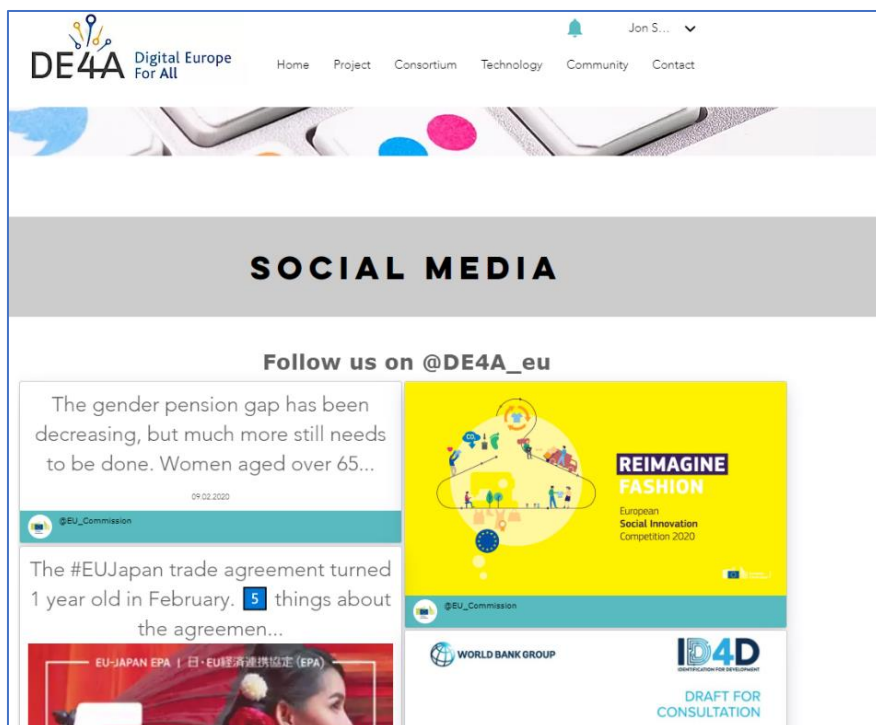 Jon S...
DE4A Digital Europe
For All
Home Project Consortium Technology Community Contact
SOCIAL MEDIA
Follow us on @DE4A_eu
The gender pension gap has been
decreasing, but much more still needs
to be done. Women aged over 65...
09.02.2020
@EU_Commission
The #EUJapan trade agreement turned
1 year old in February. 5 things about
the agreemen...
EU-JAPAN EPA | 日・EU経済連携協定 (EPA)
CO₂
REIMAGINE
FASHION
European
Social Innovation
Competition 2020
@EU_Commission
WORLD BANK GROUP
ID4D
IDENTIFICATION FOR DEVELOPMENT
DRAFT FOR
CONSULTATION